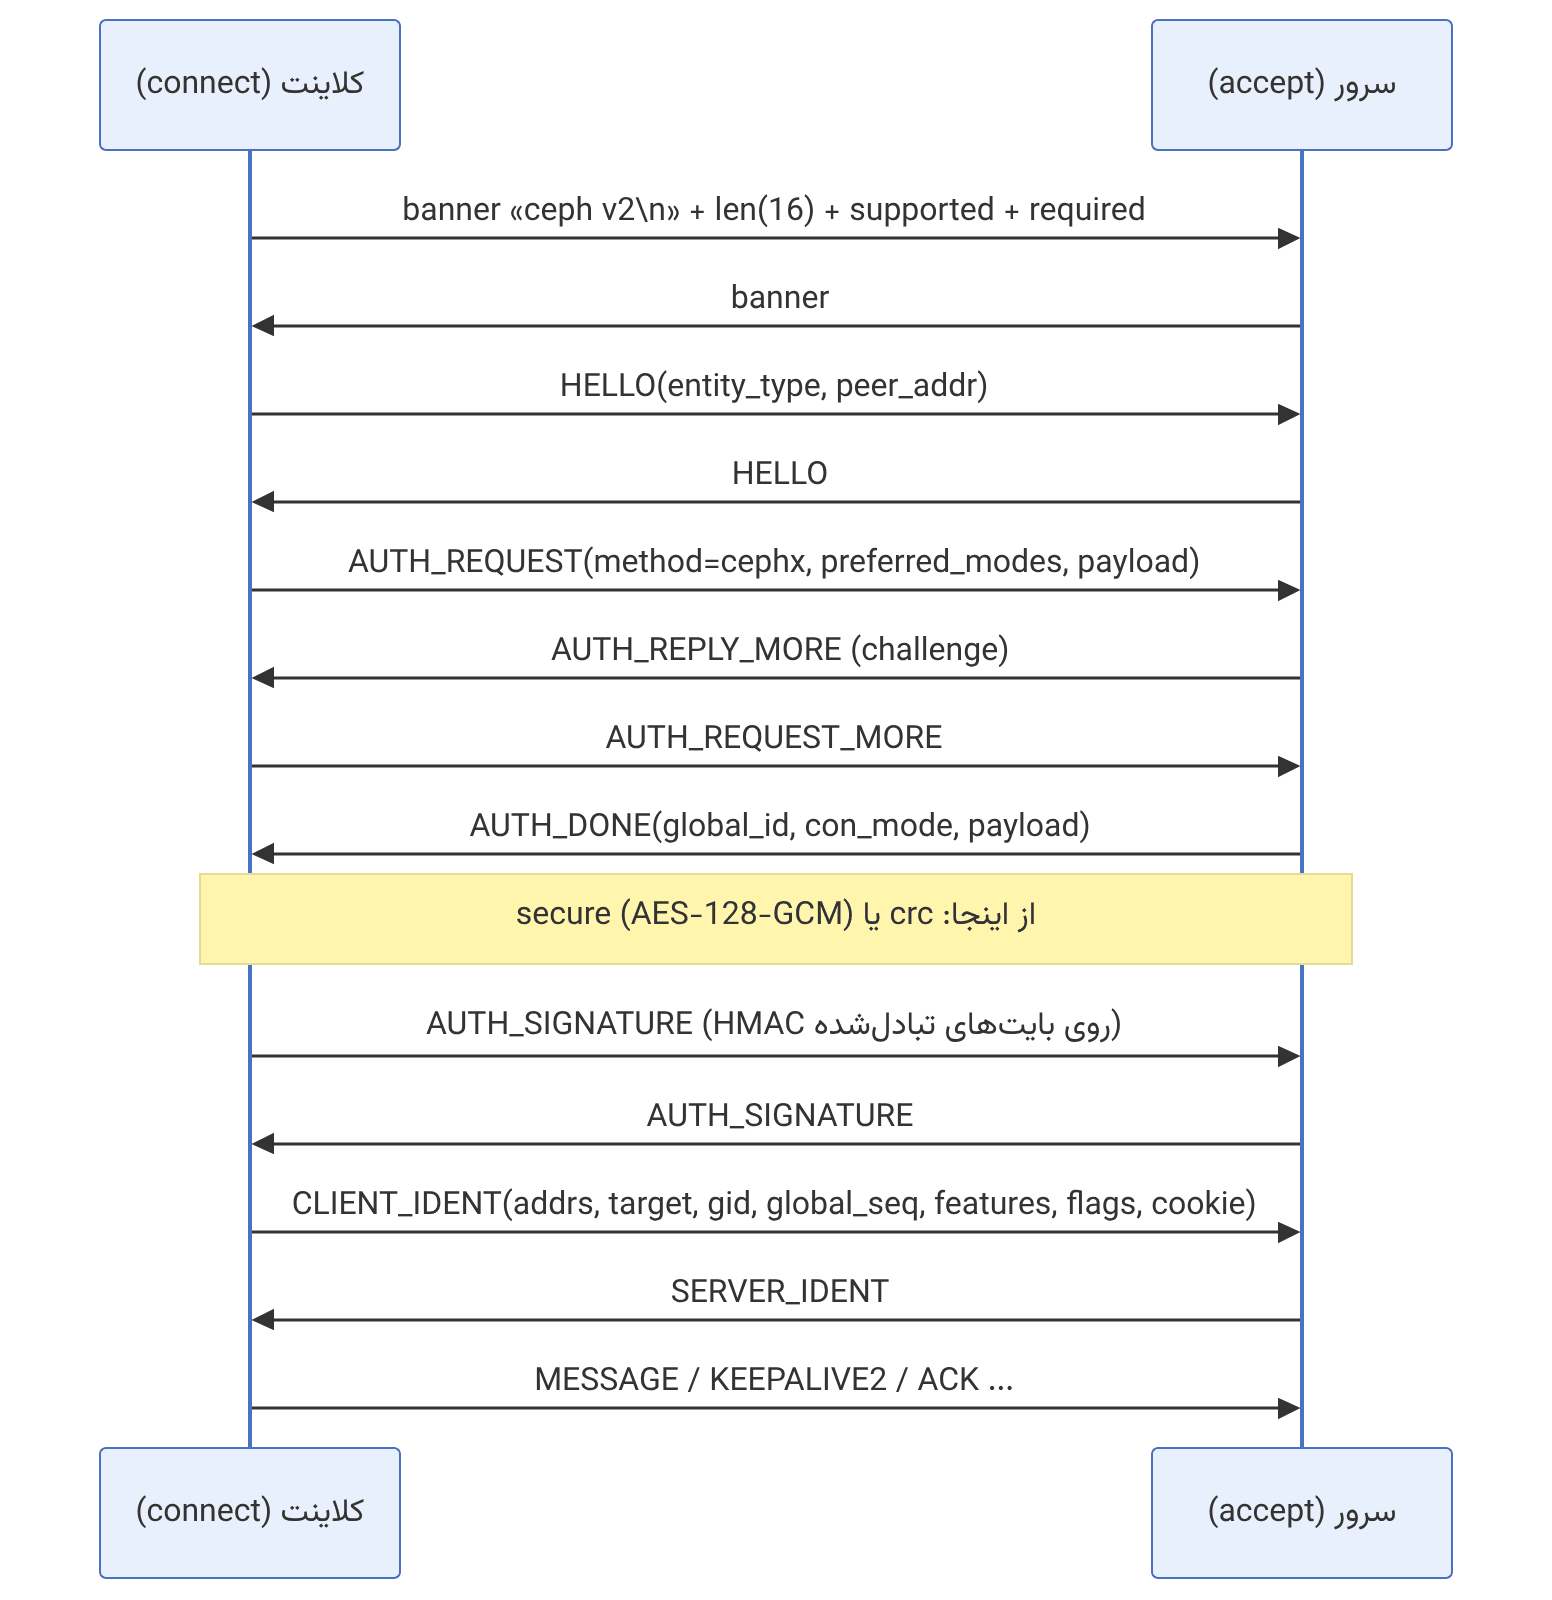 کلاینت (connect)
سرور (accept)
banner «ceph v2\n» + len(16) + supported + required
banner
HELLO(entity_type, peer_addr)
HELLO
AUTH_REQUEST(method=cephx, preferred_modes, payload)
AUTH_REPLY_MORE (challenge)
AUTH_REQUEST_MORE
AUTH_DONE(global_id, con_mode, payload)
از اینجا: crc یا secure (AES-128-GCM)
AUTH_SIGNATURE (HMAC روی بایت‌های تبادل‌شده)
AUTH_SIGNATURE
CLIENT_IDENT(addrs, target, gid, global_seq, features, flags, cookie)
SERVER_IDENT
MESSAGE / KEEPALIVE2 / ACK ...
کلاینت (connect)
سرور (accept)